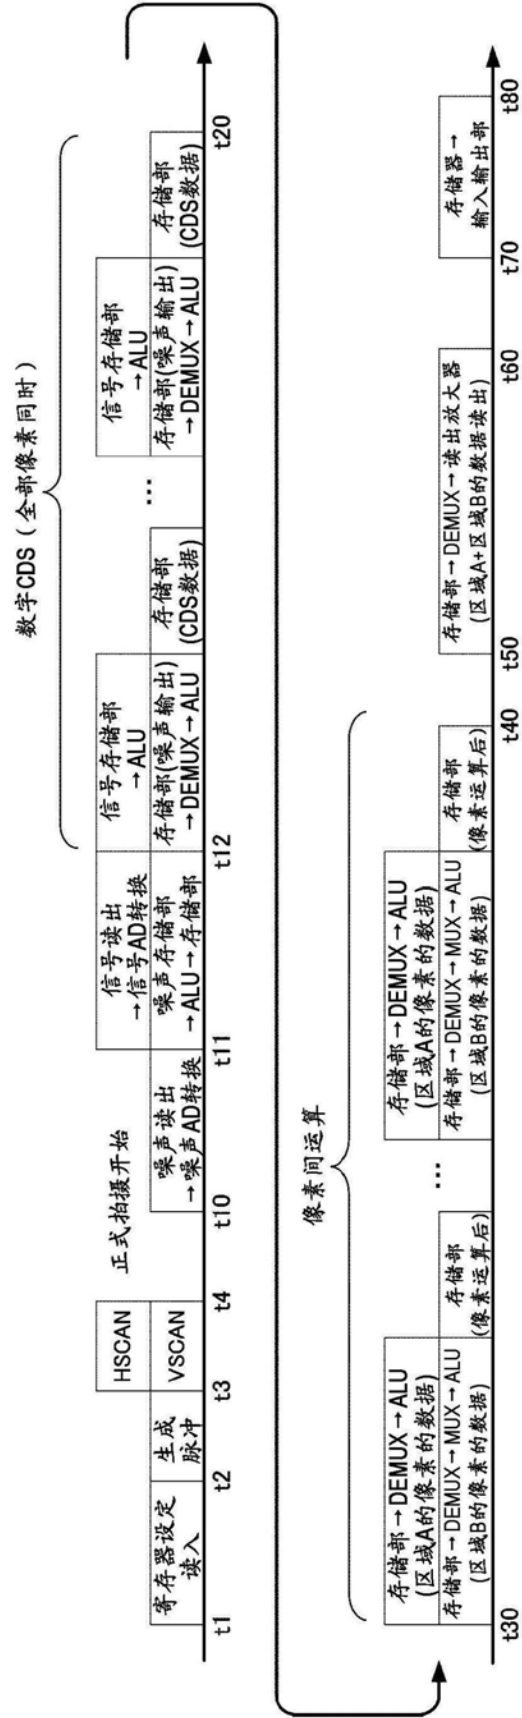 数字CDS（全部像素同时）
寄存器设定
读入
生成
脉冲
HSCAN
VSCAN
正式拍摄开始
噪声读出
→噪声AD转换
信号读出
→信号AD转换
噪声存储部
→ALU→存储部
信号存储部
→ALU
存储部(噪声输出)
→DEMUX→ALU
存储部
(CDS数据)
...
信号存储部
→ALU
存储部(噪声输出)
→DEMUX→ALU
存储部
(CDS数据)
t1
t2
t3
t4
t10
t11
t12
t20
像素间运算
存储部→DEMUX→ALU
(区域A的像素的数据)
存储部→DEMUX→MUX→ALU
(区域B的像素的数据)
存储部
(像素运算后)
...
存储部→DEMUX→ALU
(区域A的像素的数据)
存储部→DEMUX→MUX→ALU
(区域B的像素的数据)
存储部
(像素运算后)
存储部→DEMUX→读出放大器
(区域A+区域B的数据读出)
存储器→
输入输出部
t30
t40
t50
t60
t70
t80